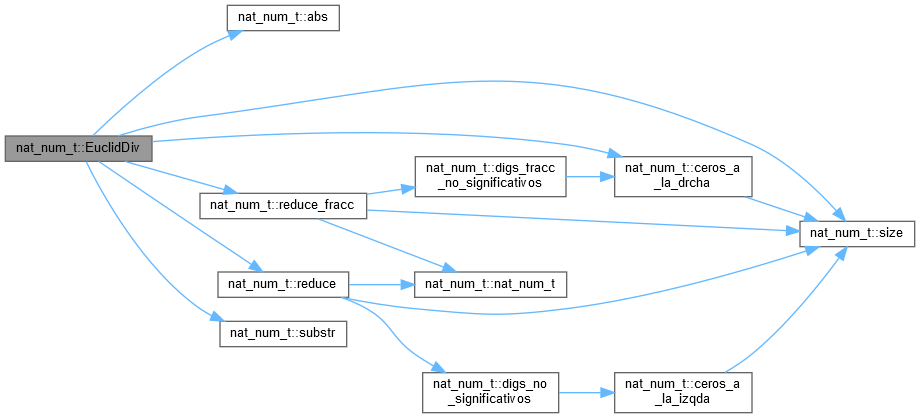 nat_num_t::abs
nat_num_t::EuclidDiv
nat_num_t::digs_fracc
_no_significativos
nat_num_t::ceros_a
_la_drcha
nat_num_t::reduce_fracc
nat_num_t::size
nat_num_t::reduce
nat_num_t::nat_num_t
nat_num_t::substr
nat_num_t::digs_no
_significativos
nat_num_t::ceros_a
_la_izqda